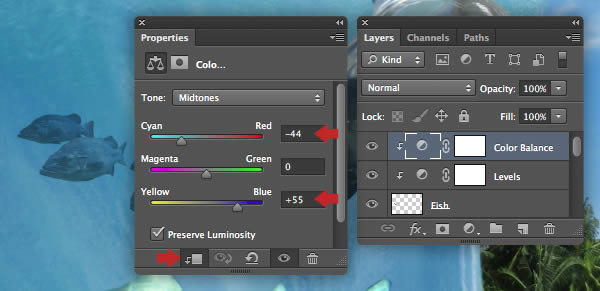 Properties
Colo...
Tone: Midtones
Cyan Red -44
Magenta Green 0
Yellow Blue +55
Preserve Luminosity
Layers Channels Paths
Kind
Normal Opacity: 100%
Lock: Fill: 100%
Color Balance
Levels
Fish
fx